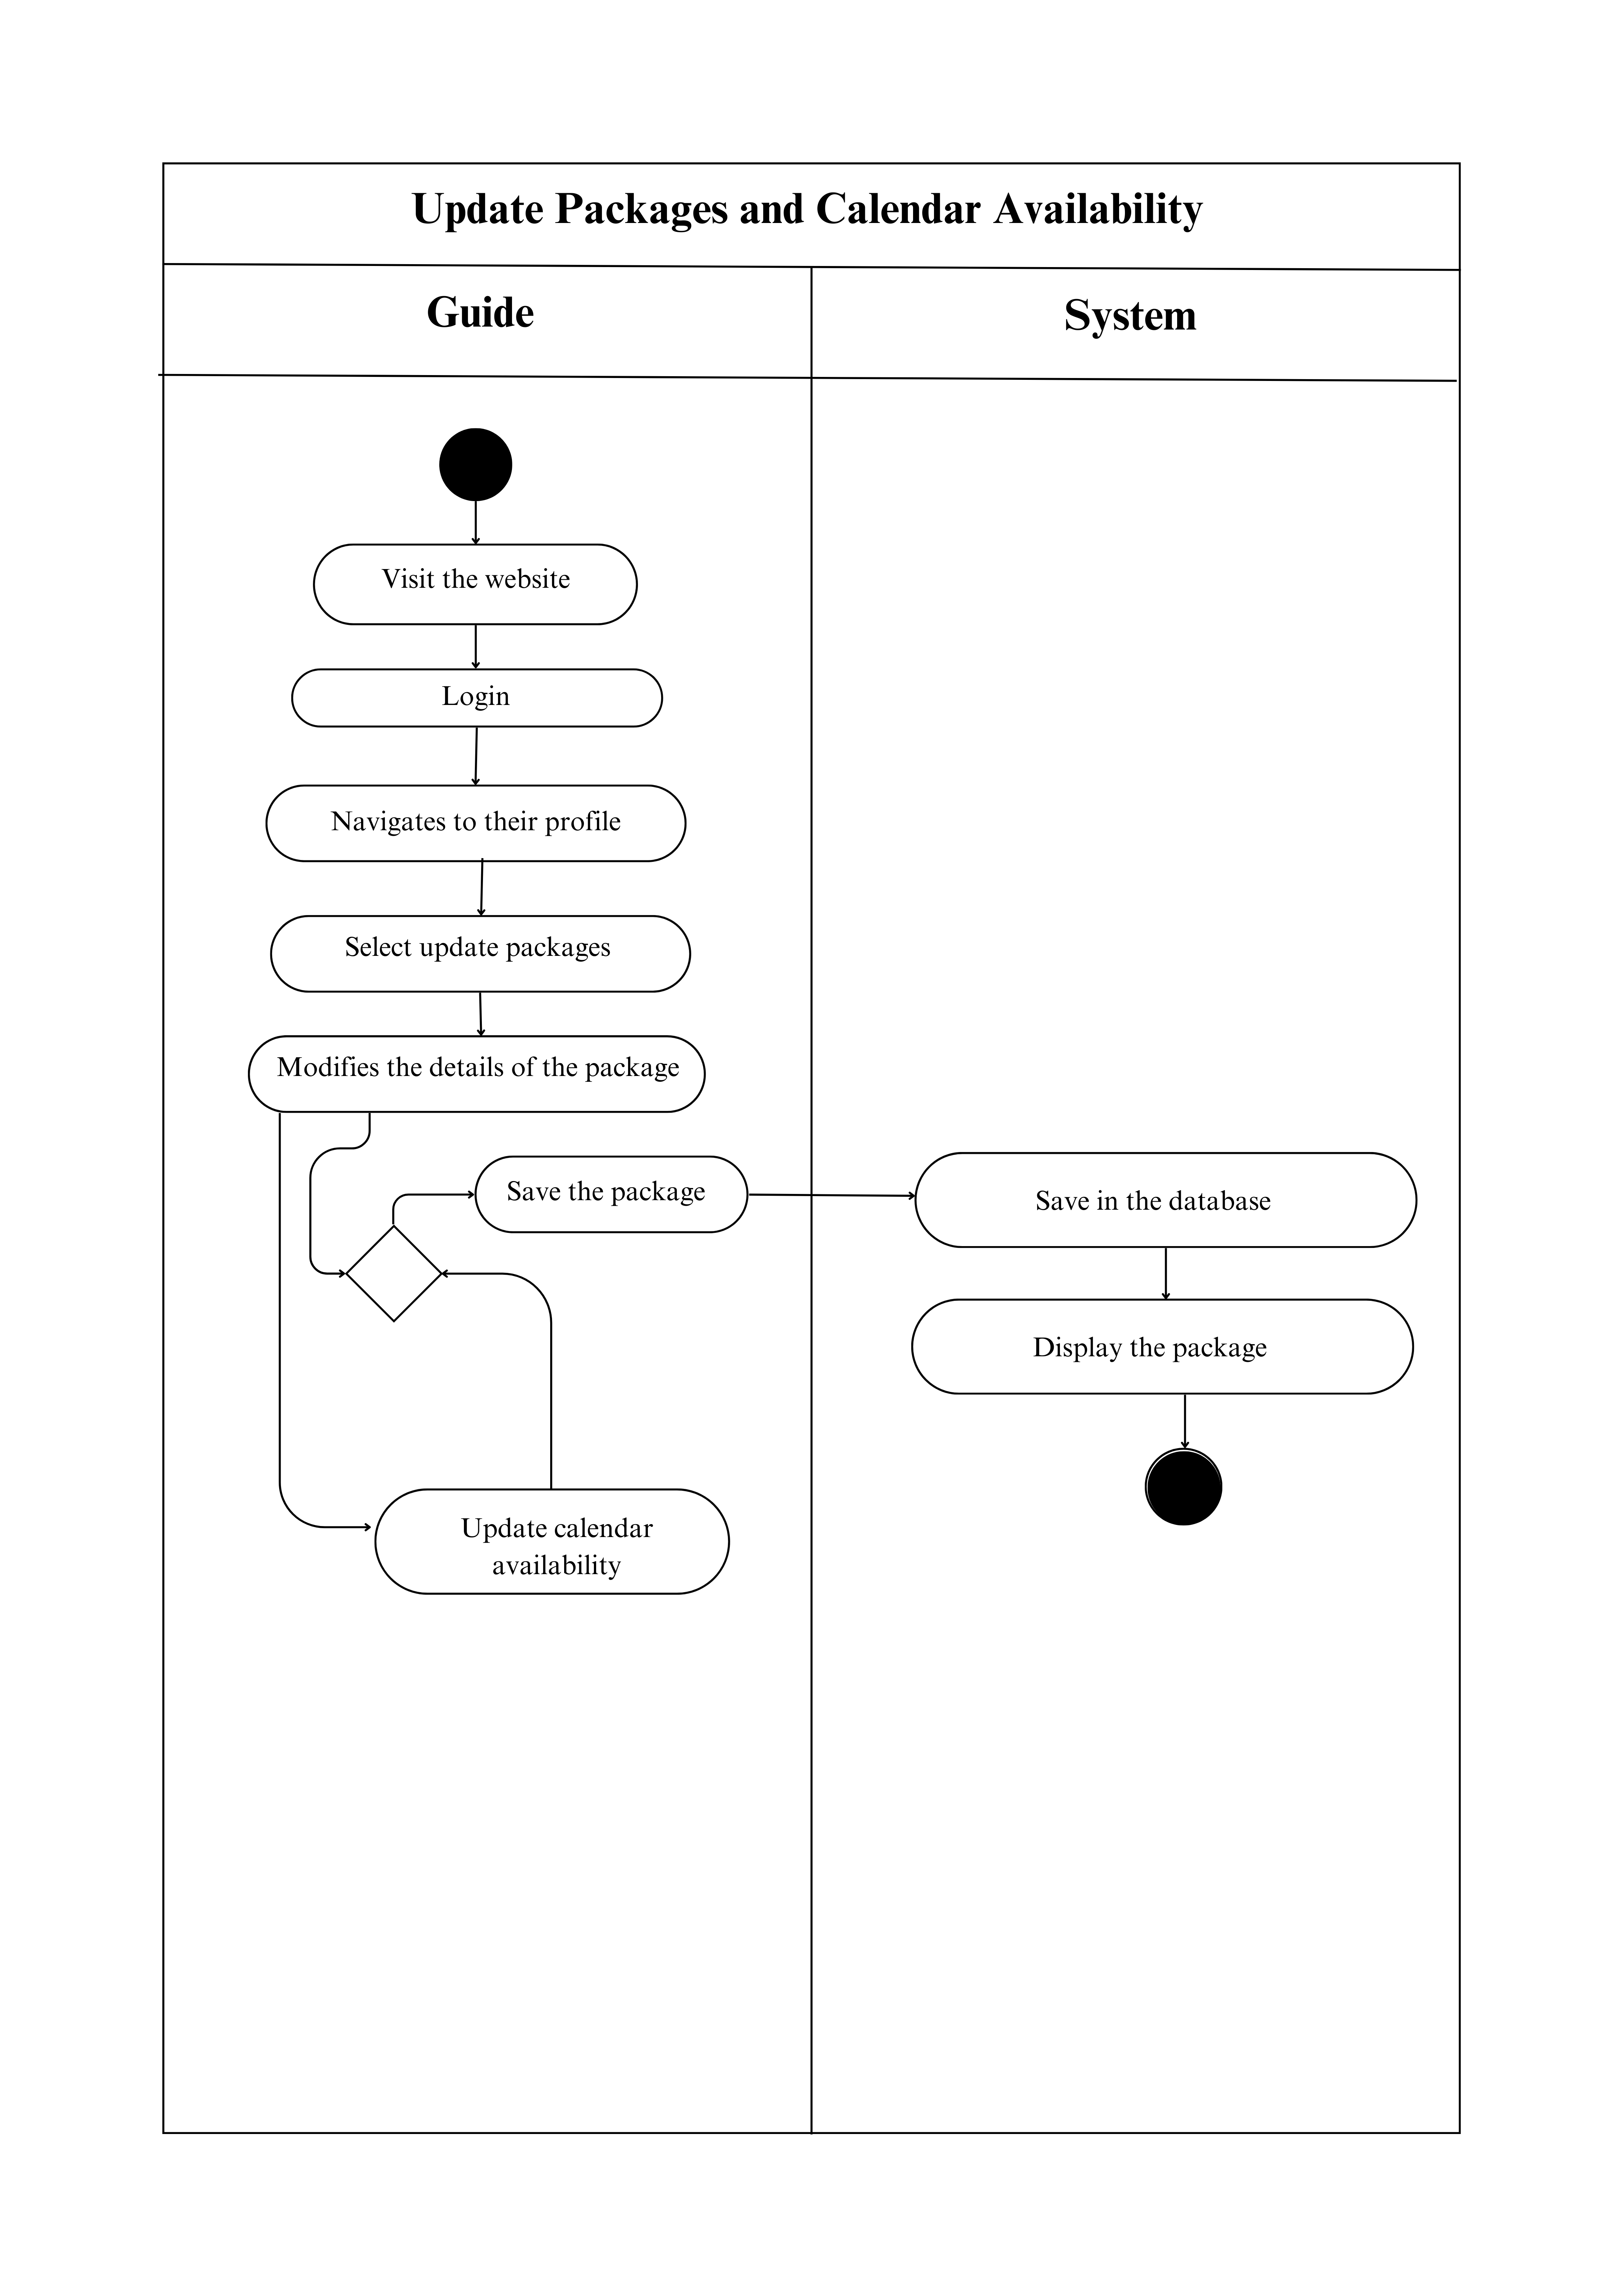 Update Packages and Calendar Availability
Guide
System
Visit the website
Login
Navigates to their profile
Select update packages
Modifies the details of the package
Save the package
Save in the database
Display the package
Update calendar
availability